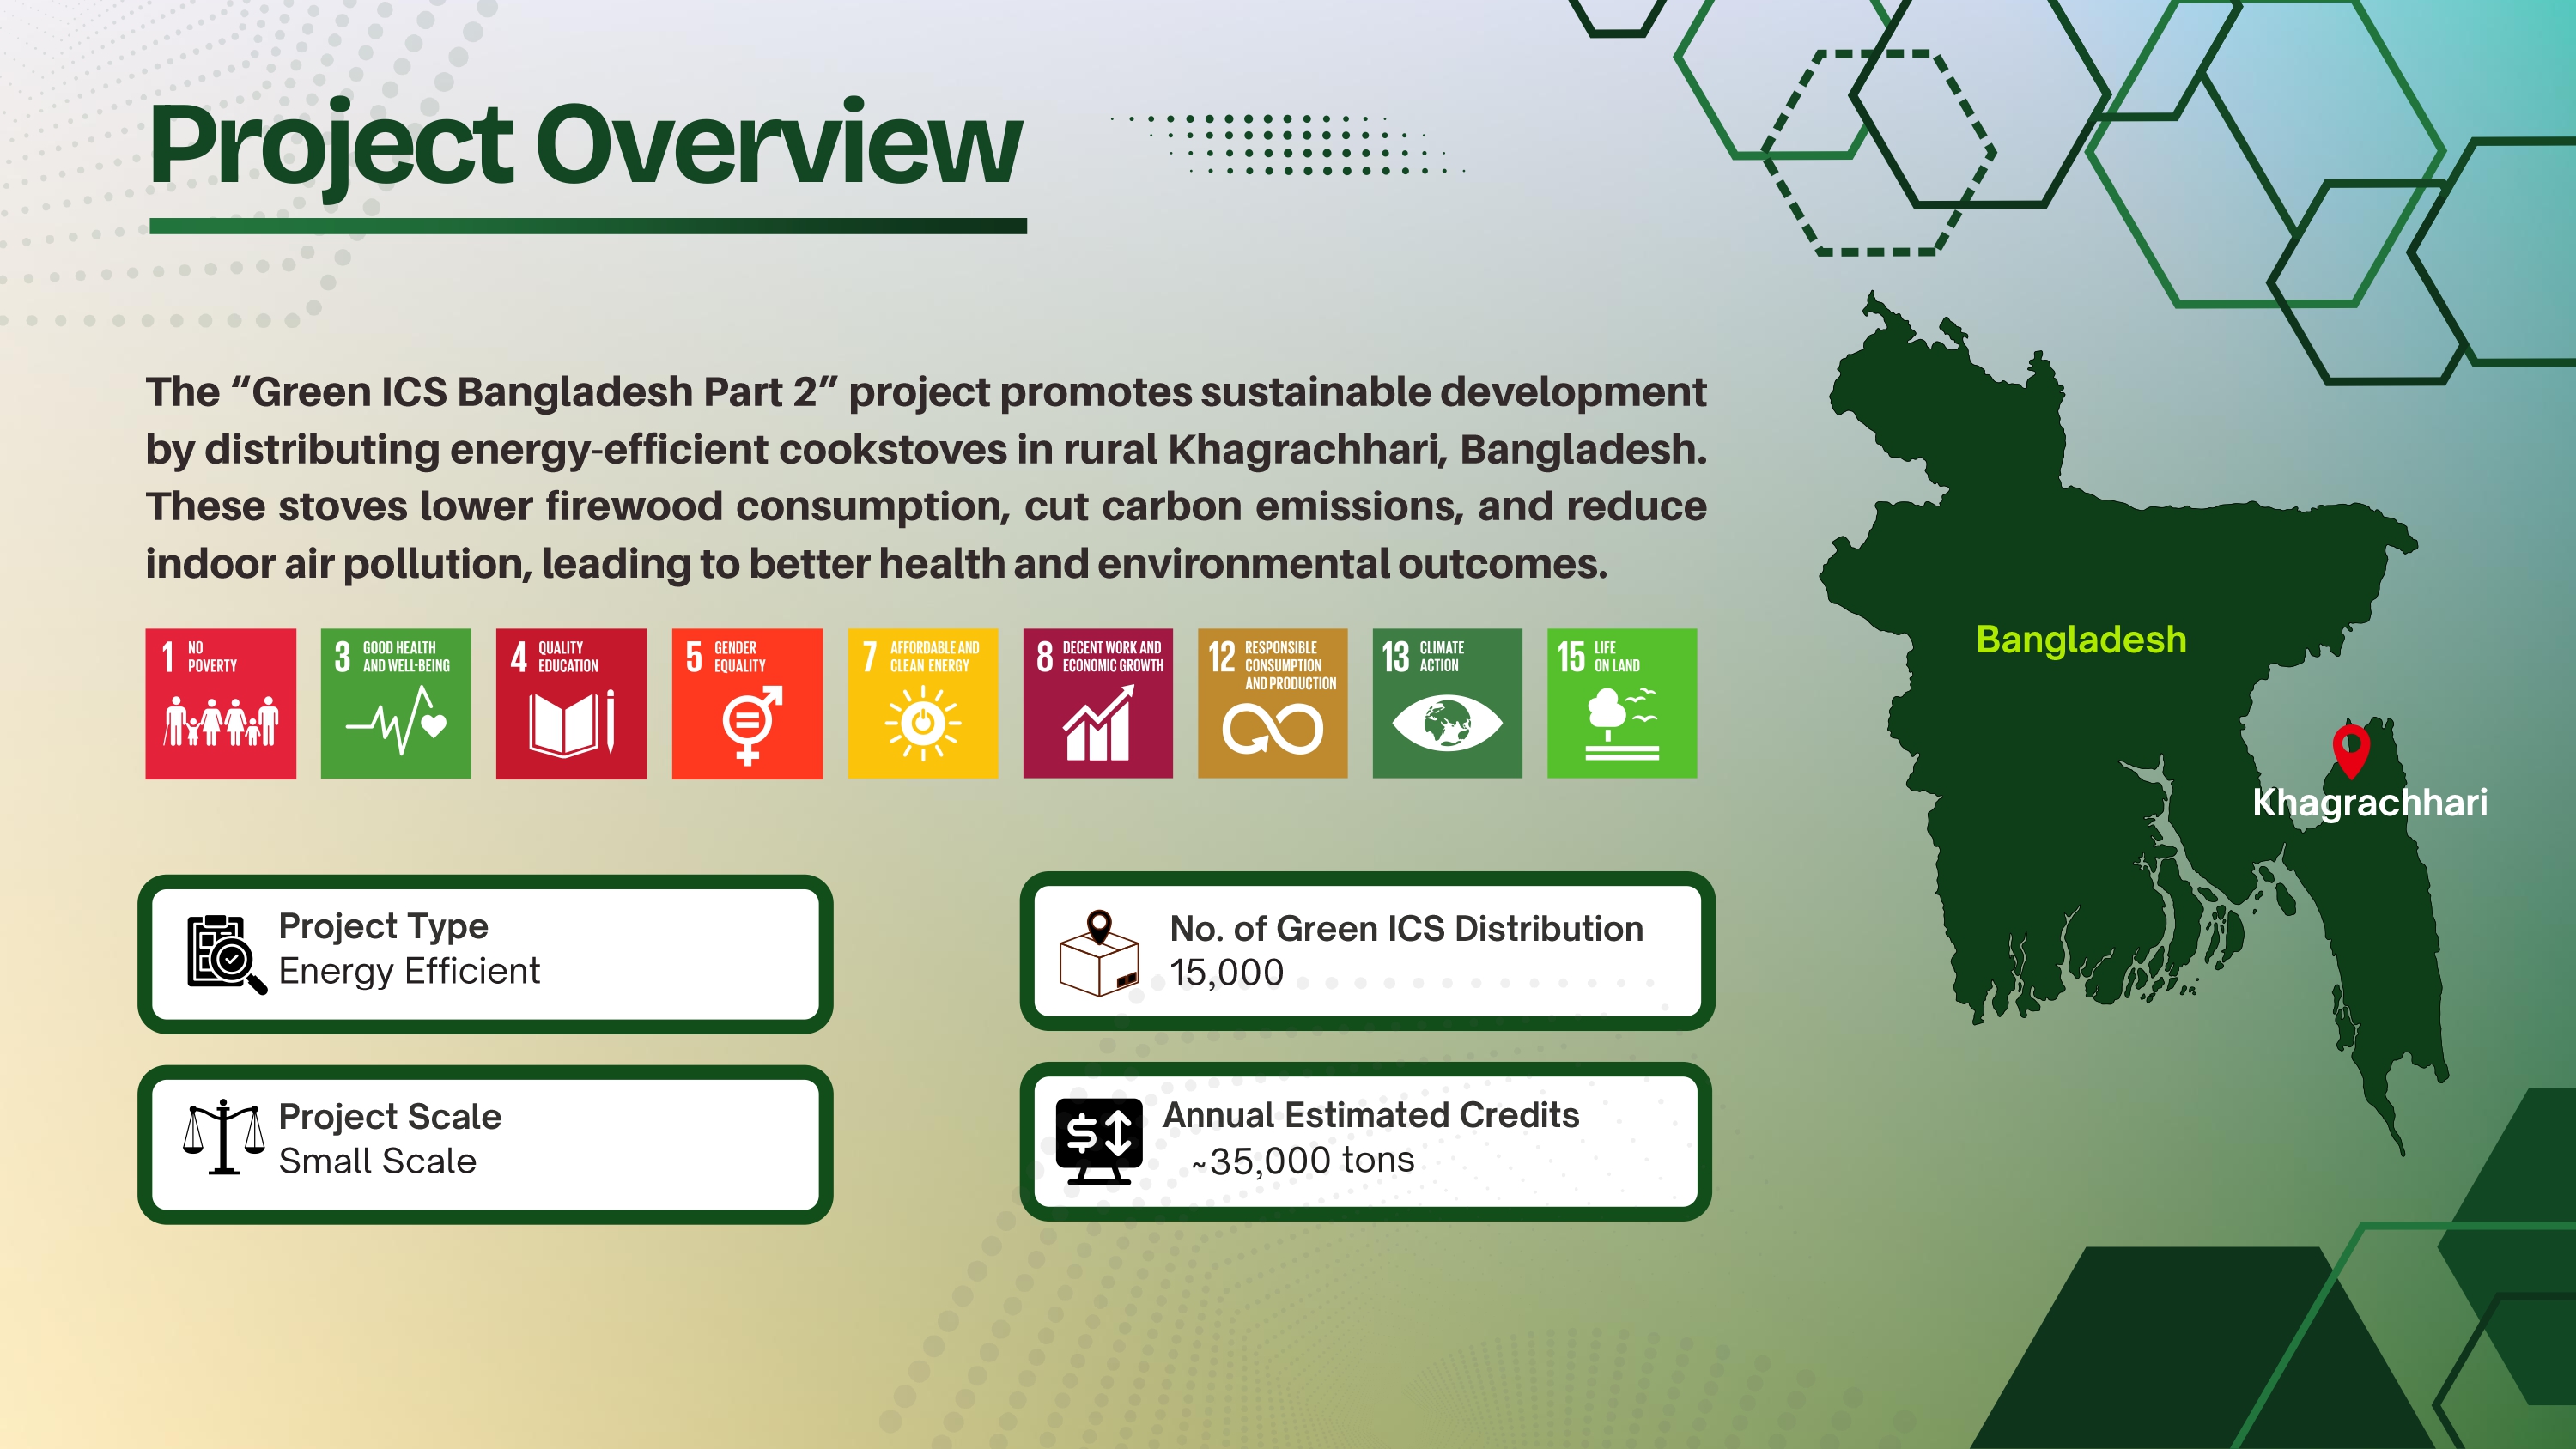 Project Overview
The “Green ICS Bangladesh Part 2” project promotes sustainable development
by distributing energy-efficient cookstoves in rural Khagrachhari, Bangladesh.
These stoves lower firewood consumption, cut carbon emissions, and reduce
indoor air pollution, leading to better health and environmental outcomes.
1 NO
POVERTY
3 GOOD HEALTH
AND WELL-BEING
4 QUALITY
EDUCATION
5 GENDER
EQUALITY
7 AFFORDABLE AND
CLEAN ENERGY
8 DECENT WORK AND
ECONOMIC GROWTH
12 RESPONSIBLE
CONSUMPTION
AND PRODUCTION
13 CLIMATE
ACTION
15 LIFE
ON LAND
Bangladesh
Khagrachhari
Project Type
Energy Efficient
No. of Green ICS Distribution
15,000
Project Scale
Small Scale
$
Annual Estimated Credits
~35,000 tons